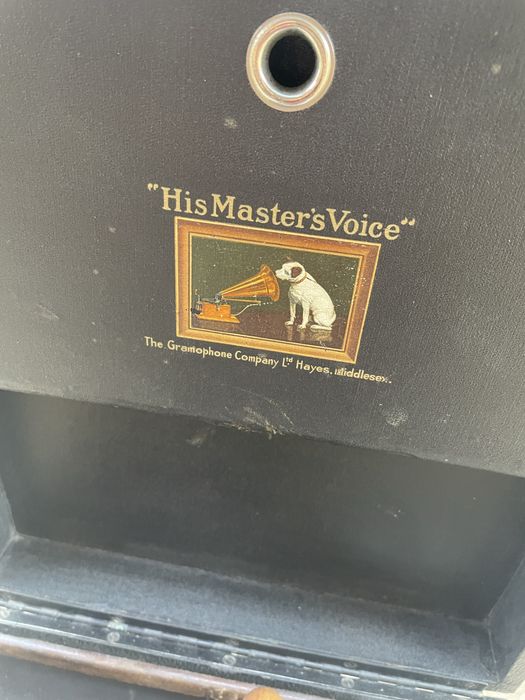 "His Master's Voice"
The Gramophone Company Ltd Hayes. Middlesex.